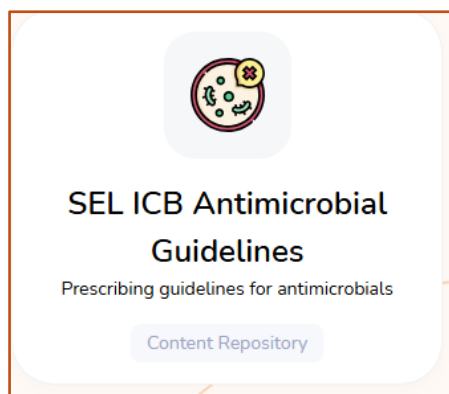 SEL ICB Antimicrobial
Guidelines
Prescribing guidelines for antimicrobials
Content Repository